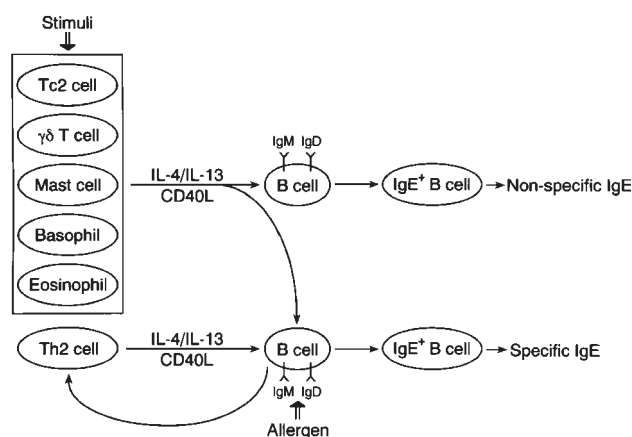 Stimuli
Tc2 cell
γδ T cell
Mast cell
Basophil
Eosinophil
IL-4/IL-13
CD40L
IgM IgD
B cell
IgE+ B cell
Non-specific IgE
Th2 cell
IL-4/IL-13
CD40L
B cell
IgE+ B cell
Specific IgE
IgM IgD
Allergen